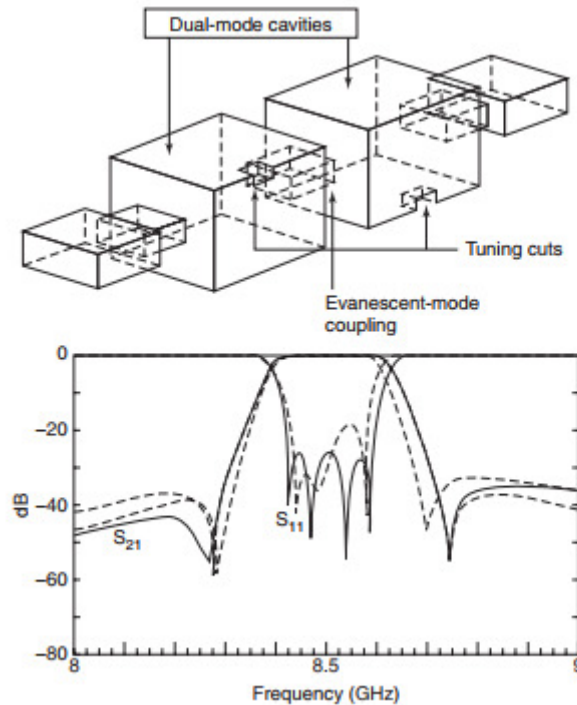 Dual-mode cavities
Tuning cuts
Evanescent-mode
coupling
0
−20
−40
−60
−80
dB
S21
S11
8
8.5
9
Frequency (GHz)